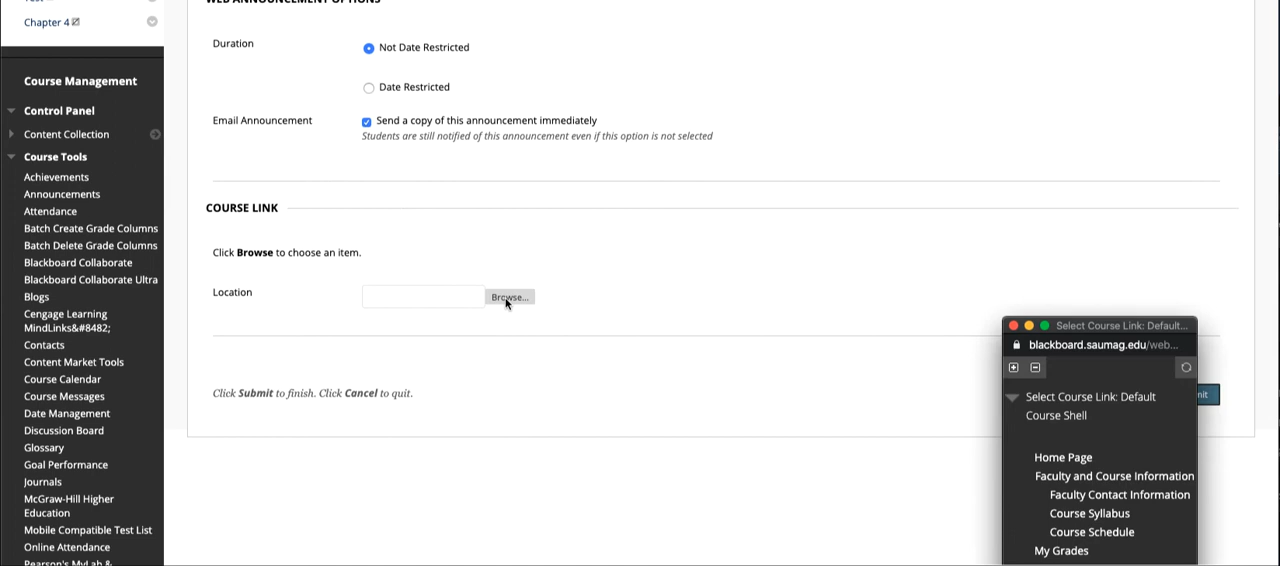 Chapter 4
Course Management
Control Panel
Content Collection
Course Tools
Achievements
Announcements
Attendance
Batch Create Grade Columns
Batch Delete Grade Columns
Blackboard Collaborate
Blackboard Collaborate Ultra
Blogs
Cengage Learning
MindLinks&#8482;
Contacts
Content Market Tools
Course Calendar
Course Messages
Date Management
Discussion Board
Glossary
Goal Performance
Journals
McGraw-Hill Higher
Education
Mobile Compatible Test List
Online Attendance
Pearson's MyLab &
WEB ANNOUNCEMENT OPTIONS
Duration
Not Date Restricted
Date Restricted
Email Announcement
Send a copy of this announcement immediately
Students are still notified of this announcement even if this option is not selected
COURSE LINK
Click Browse to choose an item.
Location
Browse...
Click Submit to finish. Click Cancel to quit.
Select Course Link: Default...
blackboard.saumag.edu/web...
Select Course Link: Default
Course Shell
Home Page
Faculty and Course Information
Faculty Contact Information
Course Syllabus
Course Schedule
My Grades